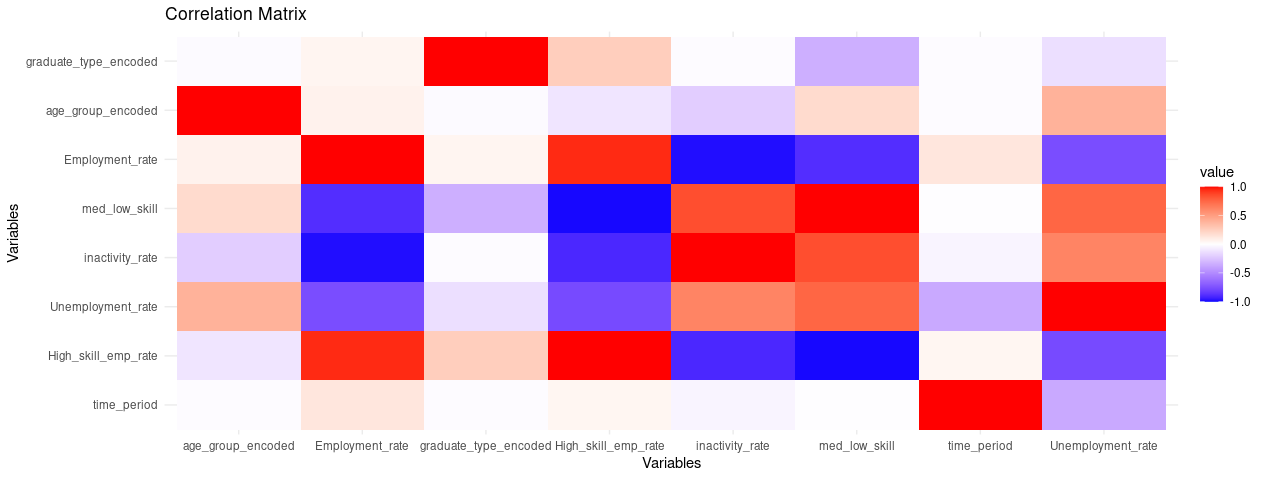 Correlation Matrix
graduate_type_encoded
age_group_encoded
Employment_rate
med_low_skill
inactivity_rate
Unemployment_rate
High_skill_emp_rate
time_period
Variables
age_group_encoded Employment_rate graduate_type_encoded High_skill_emp_rate inactivity_rate med_low_skill time_period Unemployment_rate
Variables
value
1.0
0.5
0.0
-0.5
-1.0